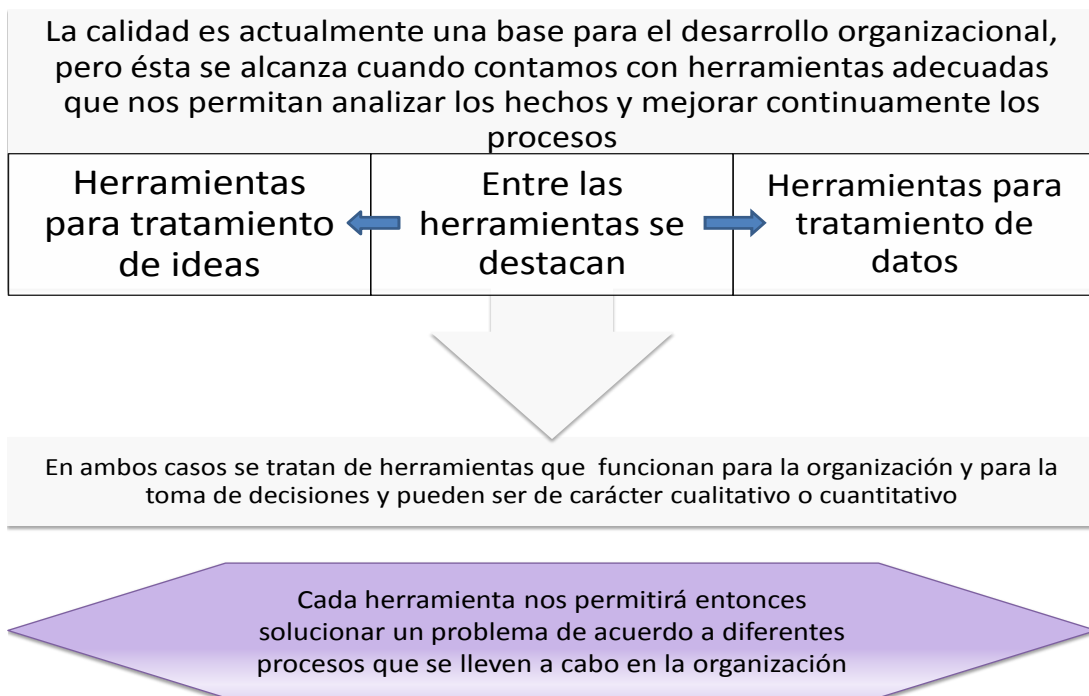 La calidad es actualmente una base para el desarrollo organizacional,
pero ésta se alcanza cuando contamos con herramientas adecuadas
que nos permitan analizar los hechos y mejorar continuamente los
procesos
Herramientas
para tratamiento
de ideas
Entre las
herramientas se
destacan
Herramientas para
tratamiento de
datos
En ambos casos se tratan de herramientas que funcionan para la organización y para la
toma de decisiones y pueden ser de carácter cualitativo o cuantitativo
Cada herramienta nos permitirá entonces
solucionar un problema de acuerdo a diferentes
procesos que se lleven a cabo en la organización